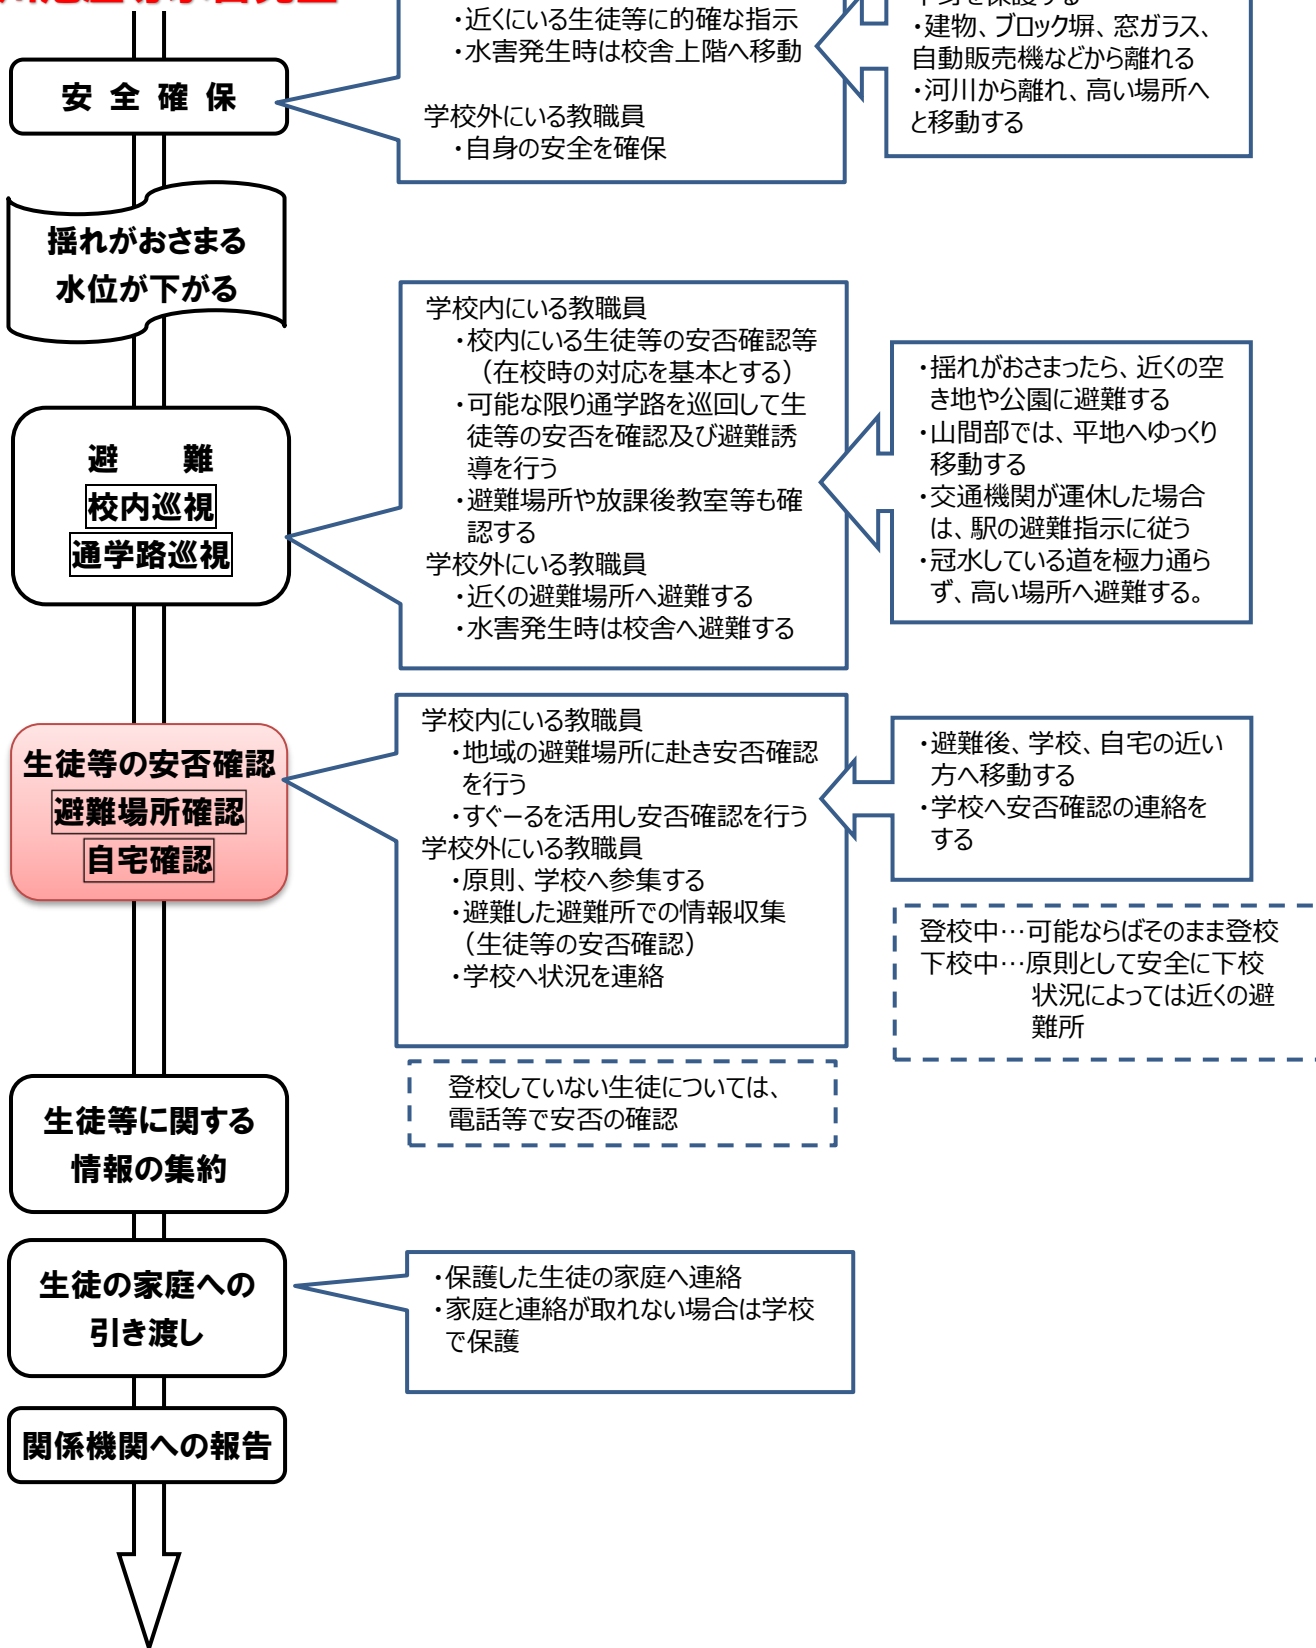 ・近くにいる生徒等に的確な指示
・水害発生時は校舎上階へ移動
学校外にいる教職員
・自身の安全を確保
・建物、ブロック塀、窓ガラス、
自動販売機などから離れる
・河川から離れ、高い場所へ
と移動する
安 全 確 保
揺れがおさまる
水位が下がる
学校内にいる教職員
・校内にいる生徒等の安否確認等
（在校時の対応を基本とする）
・可能な限り通学路を巡回して生
徒等の安否を確認及び避難誘
導を行う
・避難場所や放課後教室等も確
認する
学校外にいる教職員
・近くの避難場所へ避難する
・水害発生時は校舎へ避難する
・揺れがおさまったら、近くの空
き地や公園に避難する
・山間部では、平地へゆっくり
移動する
・交通機関が運休した場合
は、駅の避難指示に従う
・冠水している道を極力通ら
ず、高い場所へ避難する。
避 難
校内巡視
通学路巡視
生徒等の安否確認
避難場所確認
自宅確認
学校内にいる教職員
・地域の避難場所に赴き安否確認
を行う
・すぐーるを活用し安否確認を行う
学校外にいる教職員
・原則、学校へ参集する
・避難した避難所での情報収集
（生徒等の安否確認）
・学校へ状況を連絡
・避難後、学校、自宅の近い
方へ移動する
・学校へ安否確認の連絡を
する
登校中…可能ならばそのまま登校
下校中…原則として安全に下校
状況によっては近くの避
難所
登校していない生徒については、
電話等で安否の確認
生徒等に関する
情報の集約
生徒の家庭への
引き渡し
・保護した生徒の家庭へ連絡
・家庭と連絡が取れない場合は学校
で保護
関係機関への報告